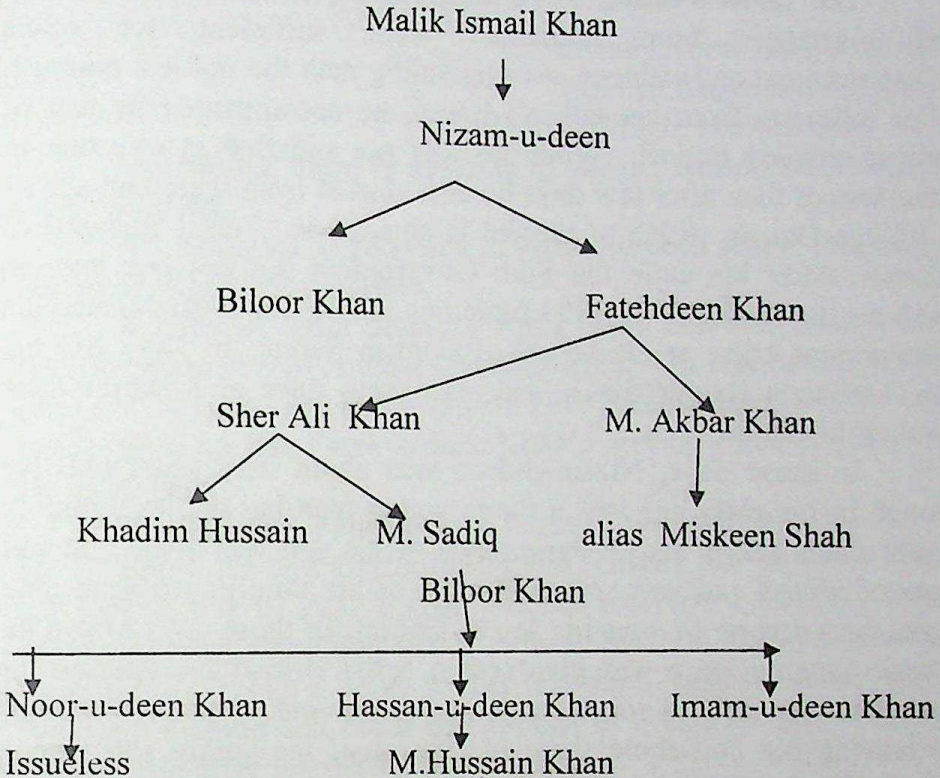 Malik Ismail Khan
Nizam-u-deen
Biloor Khan Fatehdeen Khan
Sher Ali Khan M. Akbar Khan
Khadim Hussain M. Sadiq alias Miskeen Shah
Biloor Khan
Noor-u-deen Khan Hassan-u-deen Khan Imam-u-deen Khan
Issueless M.Hussain Khan